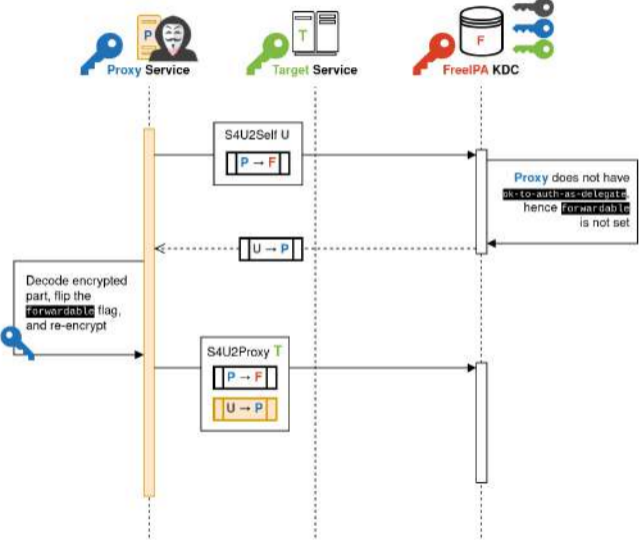 P
T
F
Proxy Service
Target Service
FreeIPA KDC
S4U2Self U
P → F
Proxy does not have
ok-to-auth-as-delegate,
hence forwardable
is not set
U → P
Decode encrypted
part, flip the
forwardable flag,
and re-encrypt
S4U2Proxy T
P → F
U → P